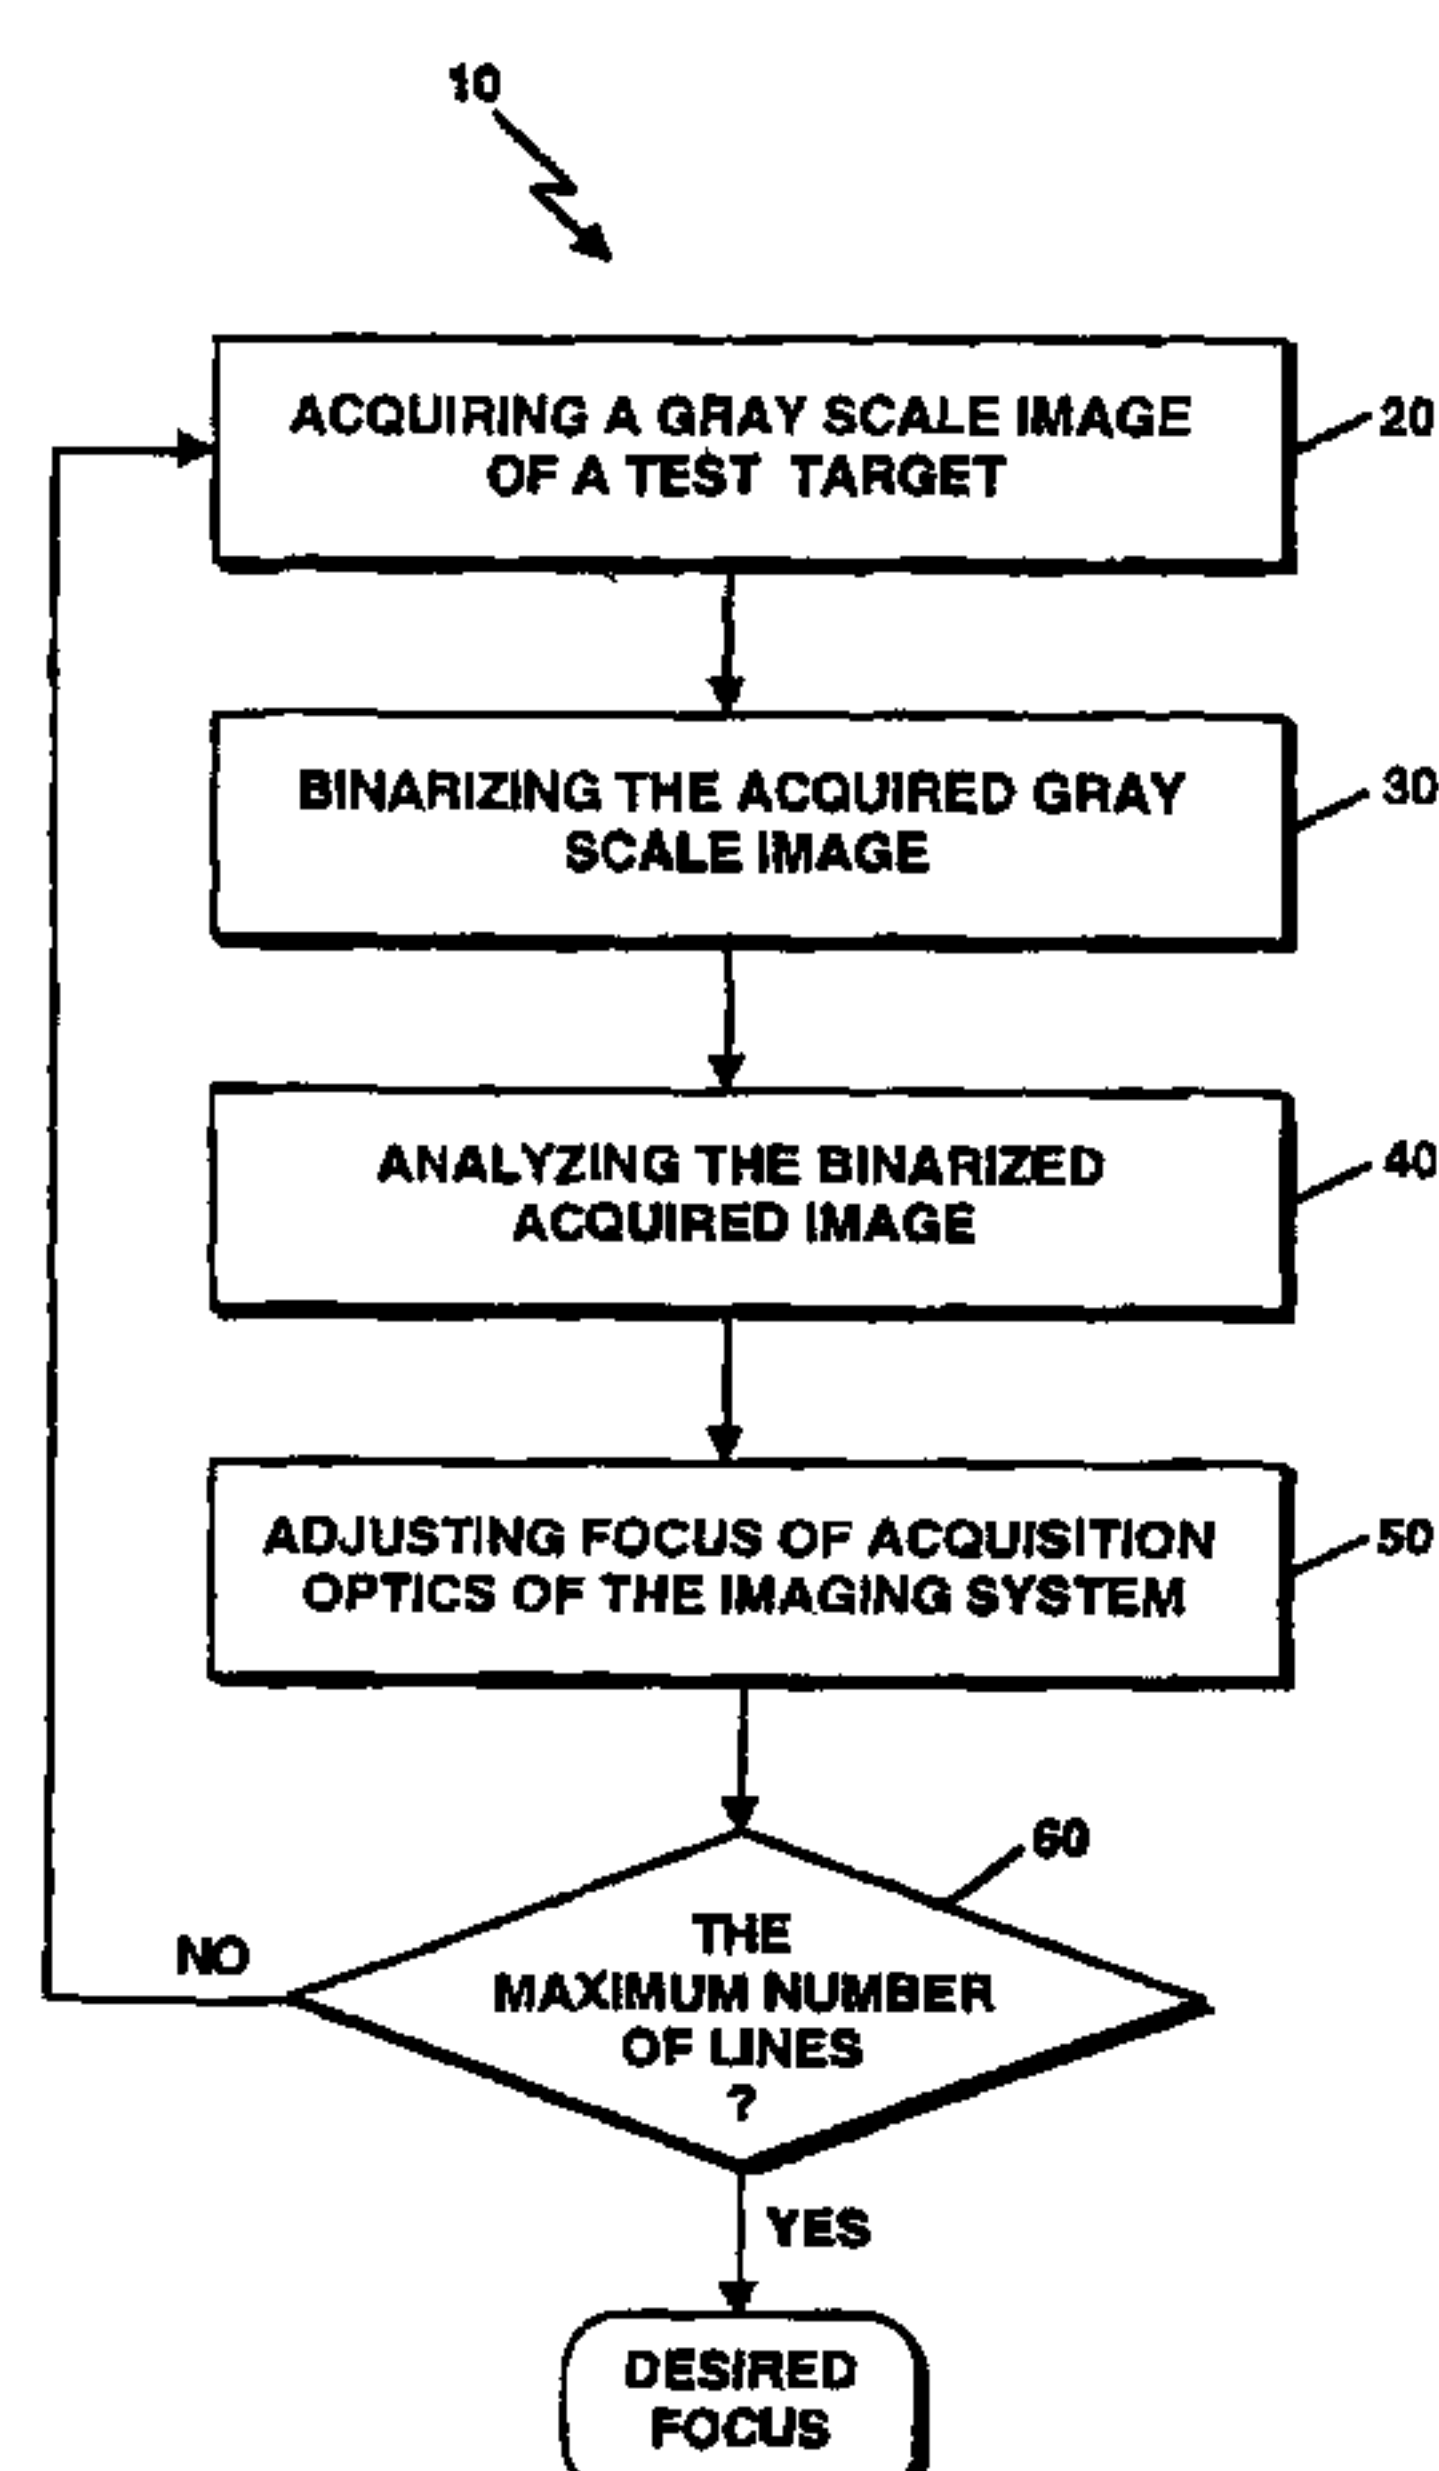 10
ACQUIRING A GRAY SCALE IMAGE
OF A TEST TARGET
20
BINARIZING THE ACQUIRED GRAY
SCALE IMAGE
30
ANALYZING THE BINARIZED
ACQUIRED IMAGE
40
ADJUSTING FOCUS OF ACQUISITION
OPTICS OF THE IMAGING SYSTEM
50
60
THE
MAXIMUM NUMBER
OF LINES
?
NO
YES
DESIRED
FOCUS